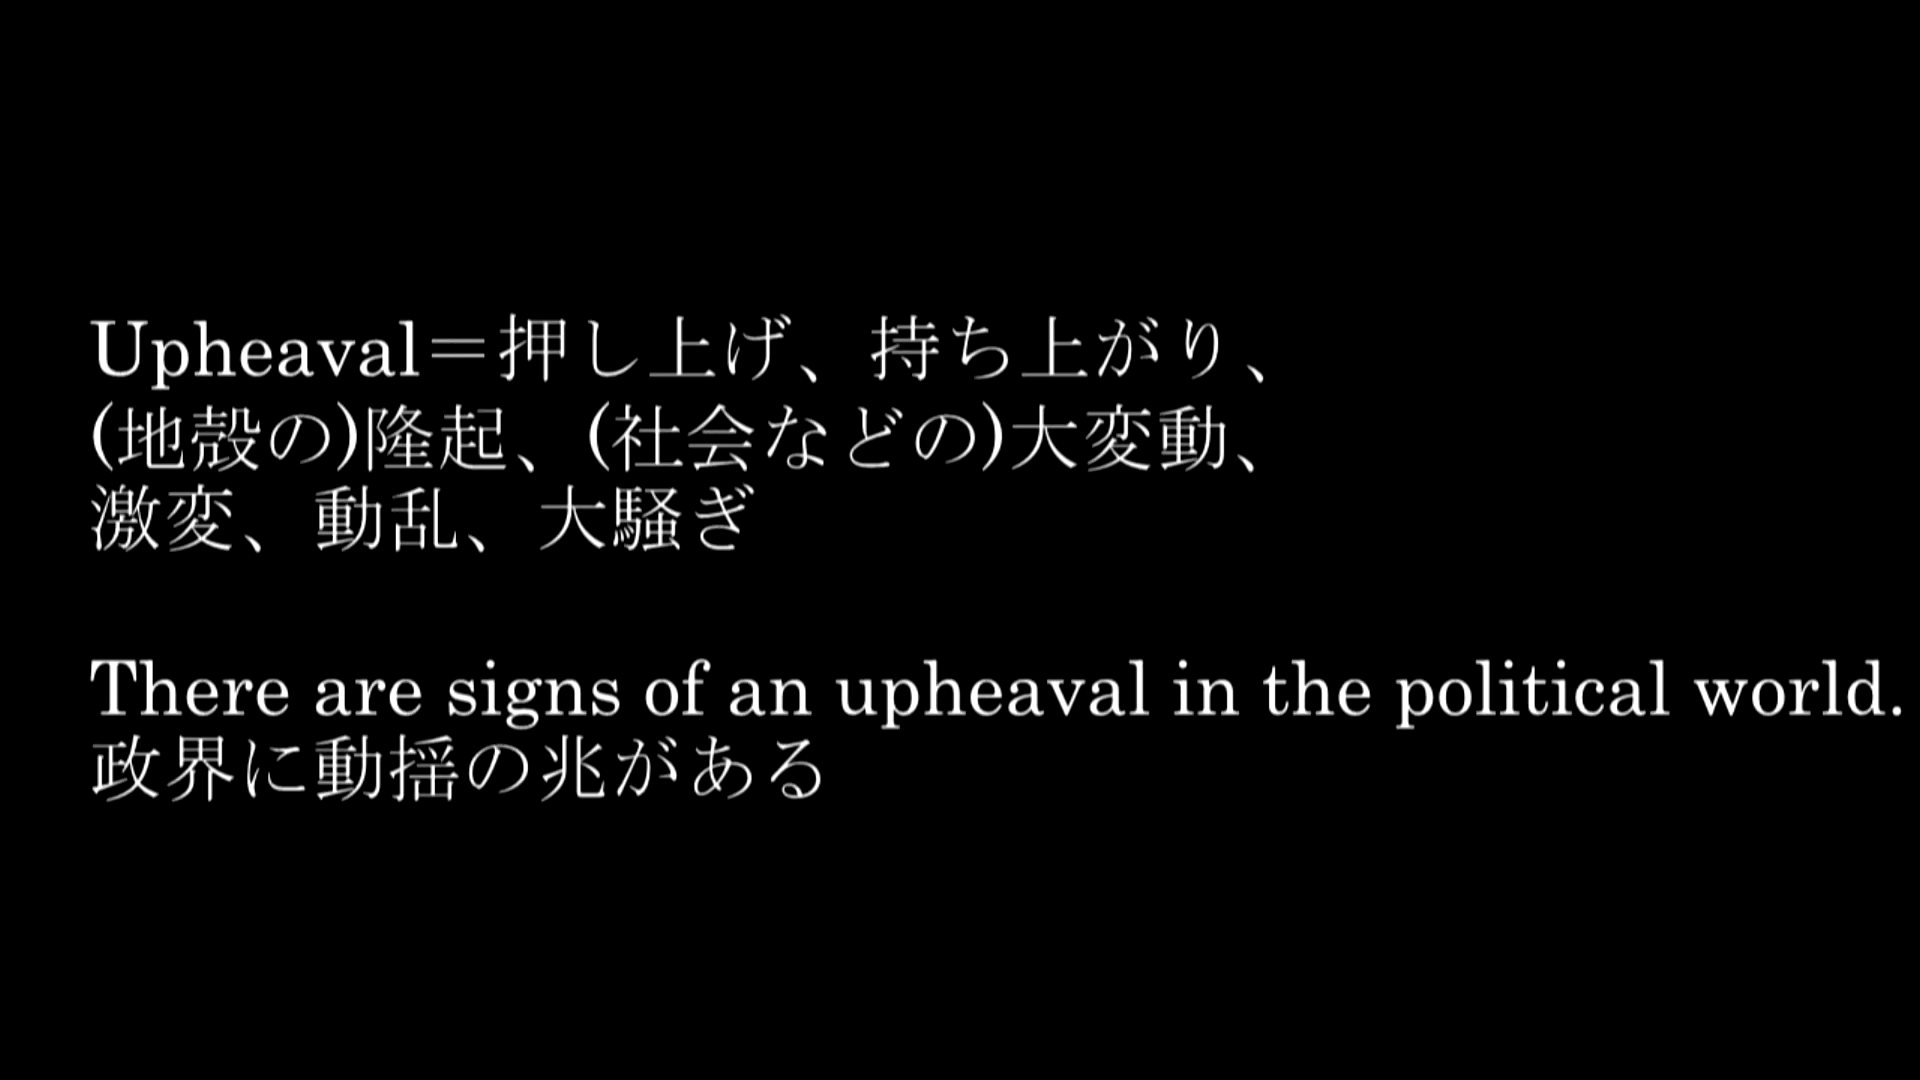 Upheaval＝押し上げ、持ち上がり、
(地殻の)隆起、(社会などの)大変動、
激変、動乱、大騒ぎ
There are signs of an upheaval in the political world.
政界に動揺の兆がある